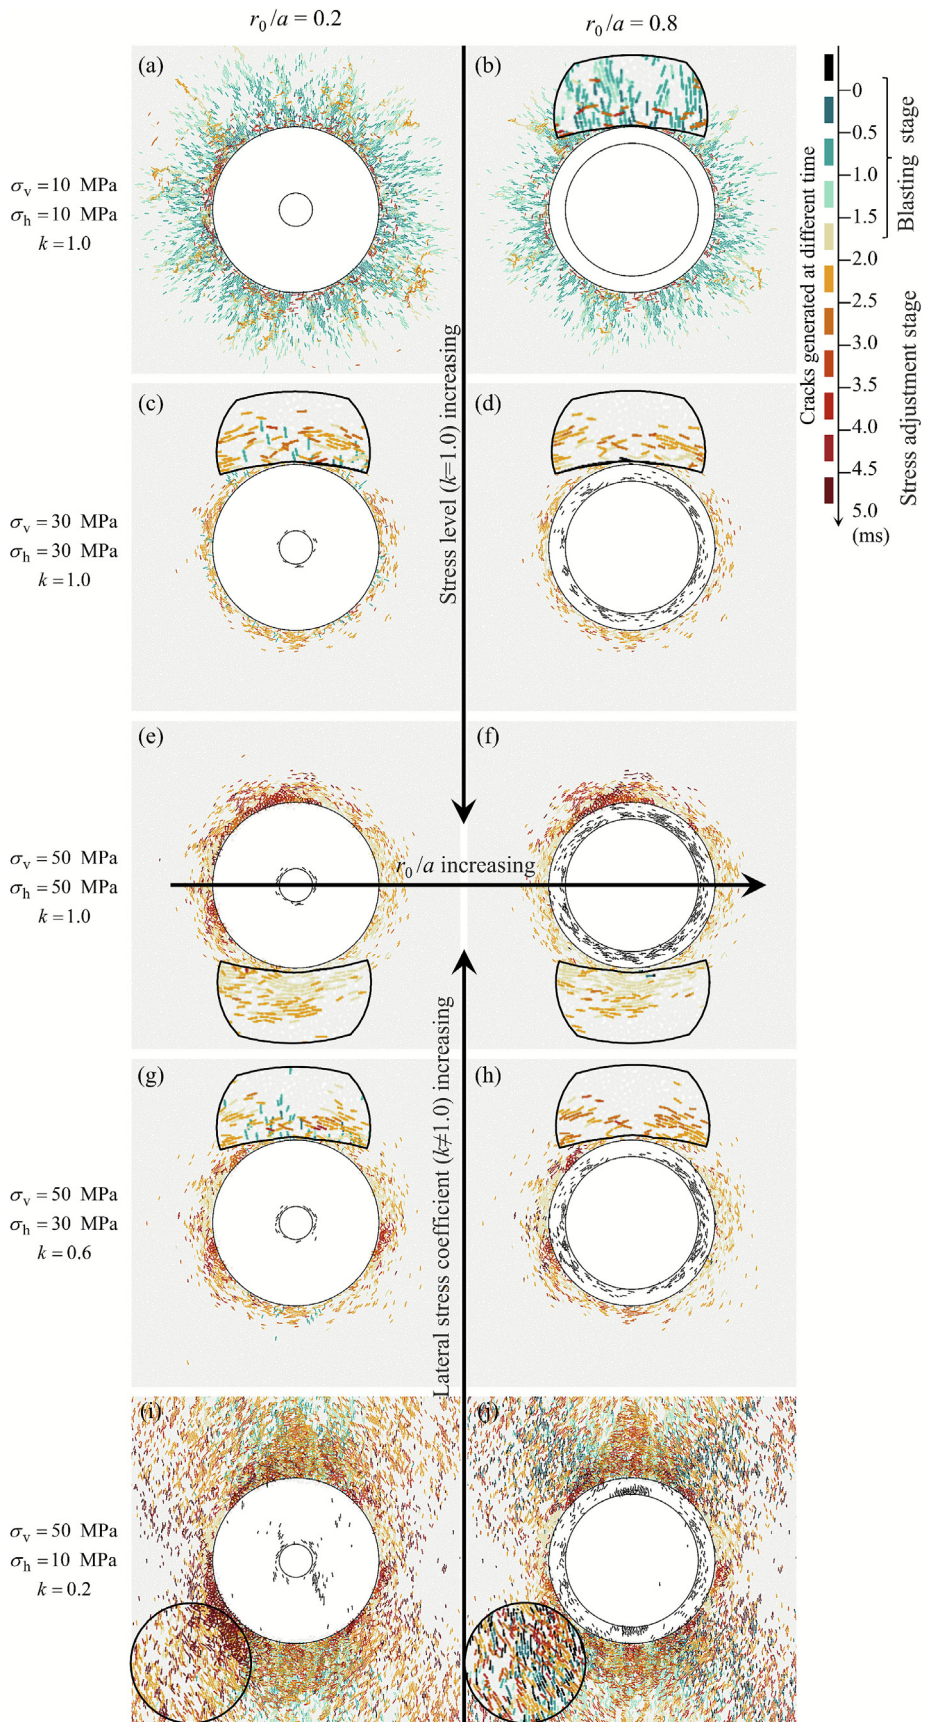 r₀/a = 0.2
r₀/a = 0.8
(a)
(b)
σᵥ = 10 MPa
σₕ = 10 MPa
k = 1.0
0
0.5
1.0
1.5
2.0
2.5
3.0
3.5
4.0
4.5
5.0
(ms)
Cracks generated at different time
Blasting stage
Stress adjustment stage
Stress level (k=1.0) increasing
(c)
(d)
σᵥ = 30 MPa
σₕ = 30 MPa
k = 1.0
(e)
(f)
σᵥ = 50 MPa
σₕ = 50 MPa
k = 1.0
r₀/a increasing
Lateral stress coefficient (k≠1.0) increasing
(g)
(h)
σᵥ = 50 MPa
σₕ = 30 MPa
k = 0.6
(i)
(j)
σᵥ = 50 MPa
σₕ = 10 MPa
k = 0.2